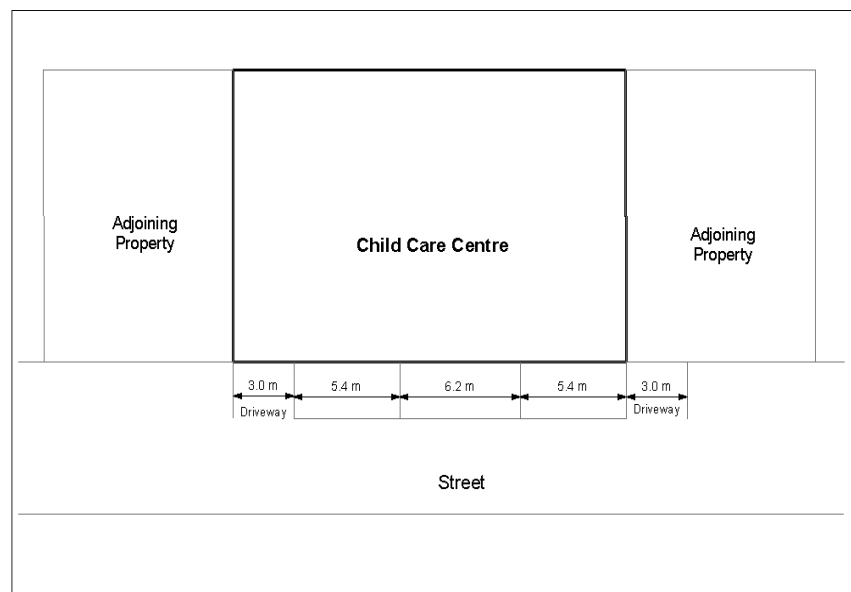 Adjoining
Property
Child Care Centre
Adjoining
Property
3.0 m
5.4 m
6.2 m
5.4 m
3.0 m
Driveway
Driveway
Street